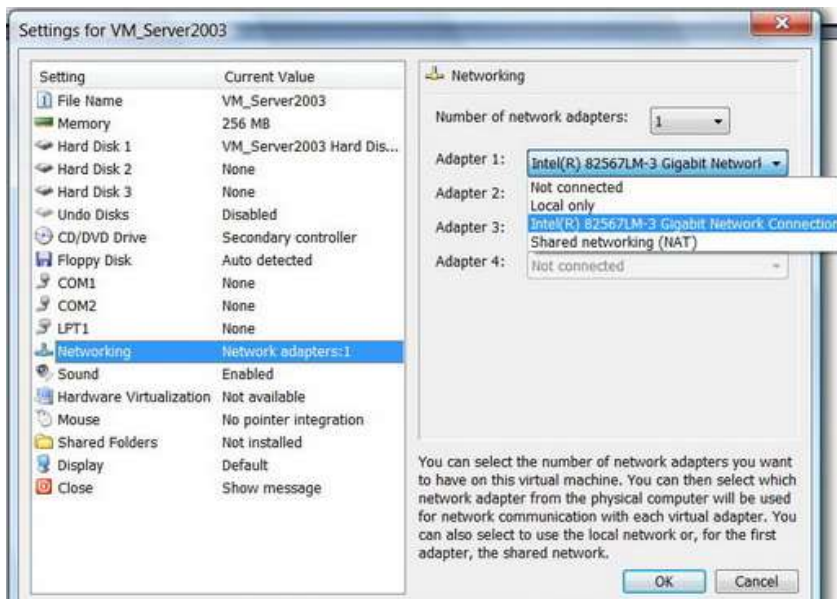 Settings for VM_Server2003
Setting Current Value
File Name VM_Server2003
Memory 256 MB
Hard Disk 1 VM_Server2003 Hard Dis...
Hard Disk 2 None
Hard Disk 3 None
Undo Disks Disabled
CD/DVD Drive Secondary controller
Floppy Disk Auto detected
COM1 None
COM2 None
LPT1 None
Networking Network adapters:1
Sound Enabled
Hardware Virtualization Not available
Mouse No pointer integration
Shared Folders Not installed
Display Default
Close Show message
Networking
Number of network adapters: 1
Adapter 1: Intel(R) 82567LM-3 Gigabit Network
Not connected
Local only
Intel(R) 82567LM-3 Gigabit Network Connection
Shared networking (NAT)
Adapter 2:
Adapter 3:
Adapter 4: Not connected
You can select the number of network adapters you want
to have on this virtual machine. You can then select which
network adapter from the physical computer will be used
for network communication with each virtual adapter. You
can also select to use the local network or, for the first
adapter, the shared network.
OK Cancel